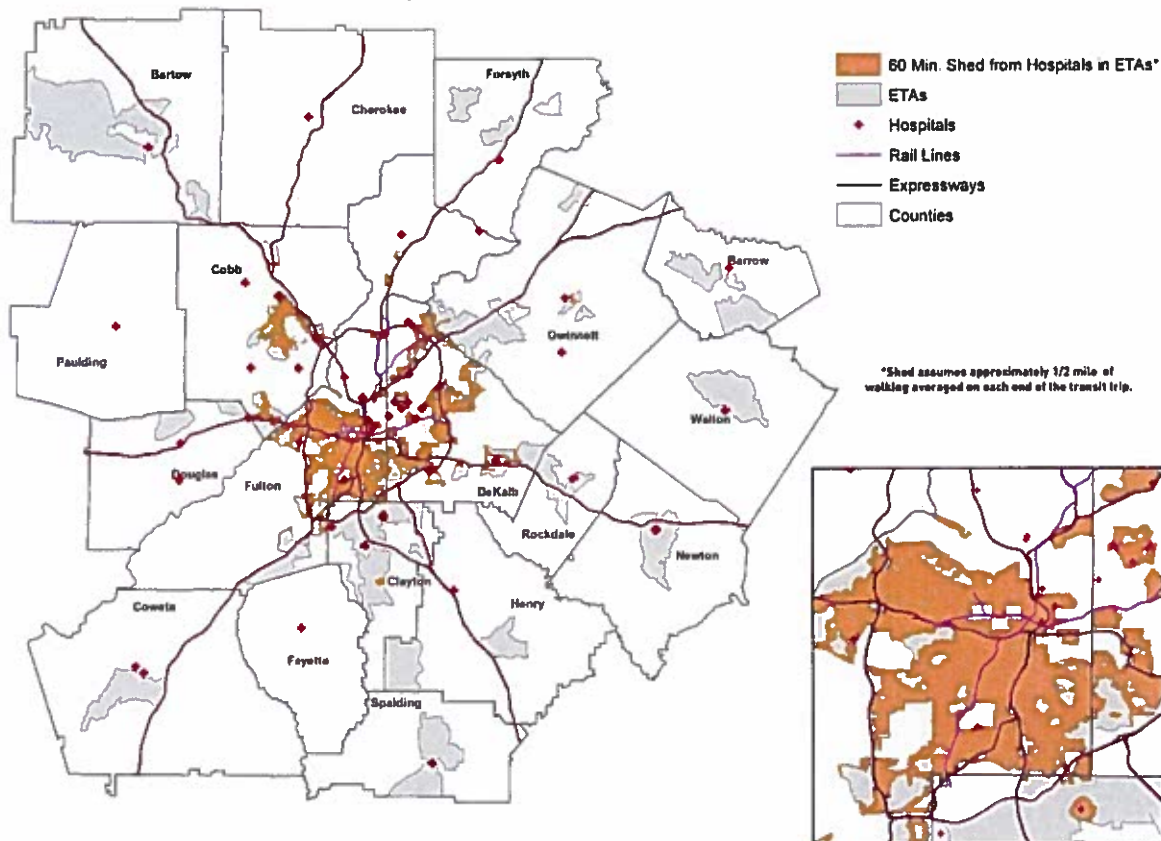 Bartow
Forsyth
Cherokee
60 Min. Shed from Hospitals in ETAs*
ETAs
Hospitals
Rail Lines
Expressways
Counties
Cobb
Barrow
Gwinnett
Paulding
*Shed assumes approximately 1/2 mile of
walking averaged on each end of the transit trip.
Walton
Douglas
Fulton
DeKalb
Rockdale
Newton
Clayton
Coweta
Henry
Fayette
Spalding